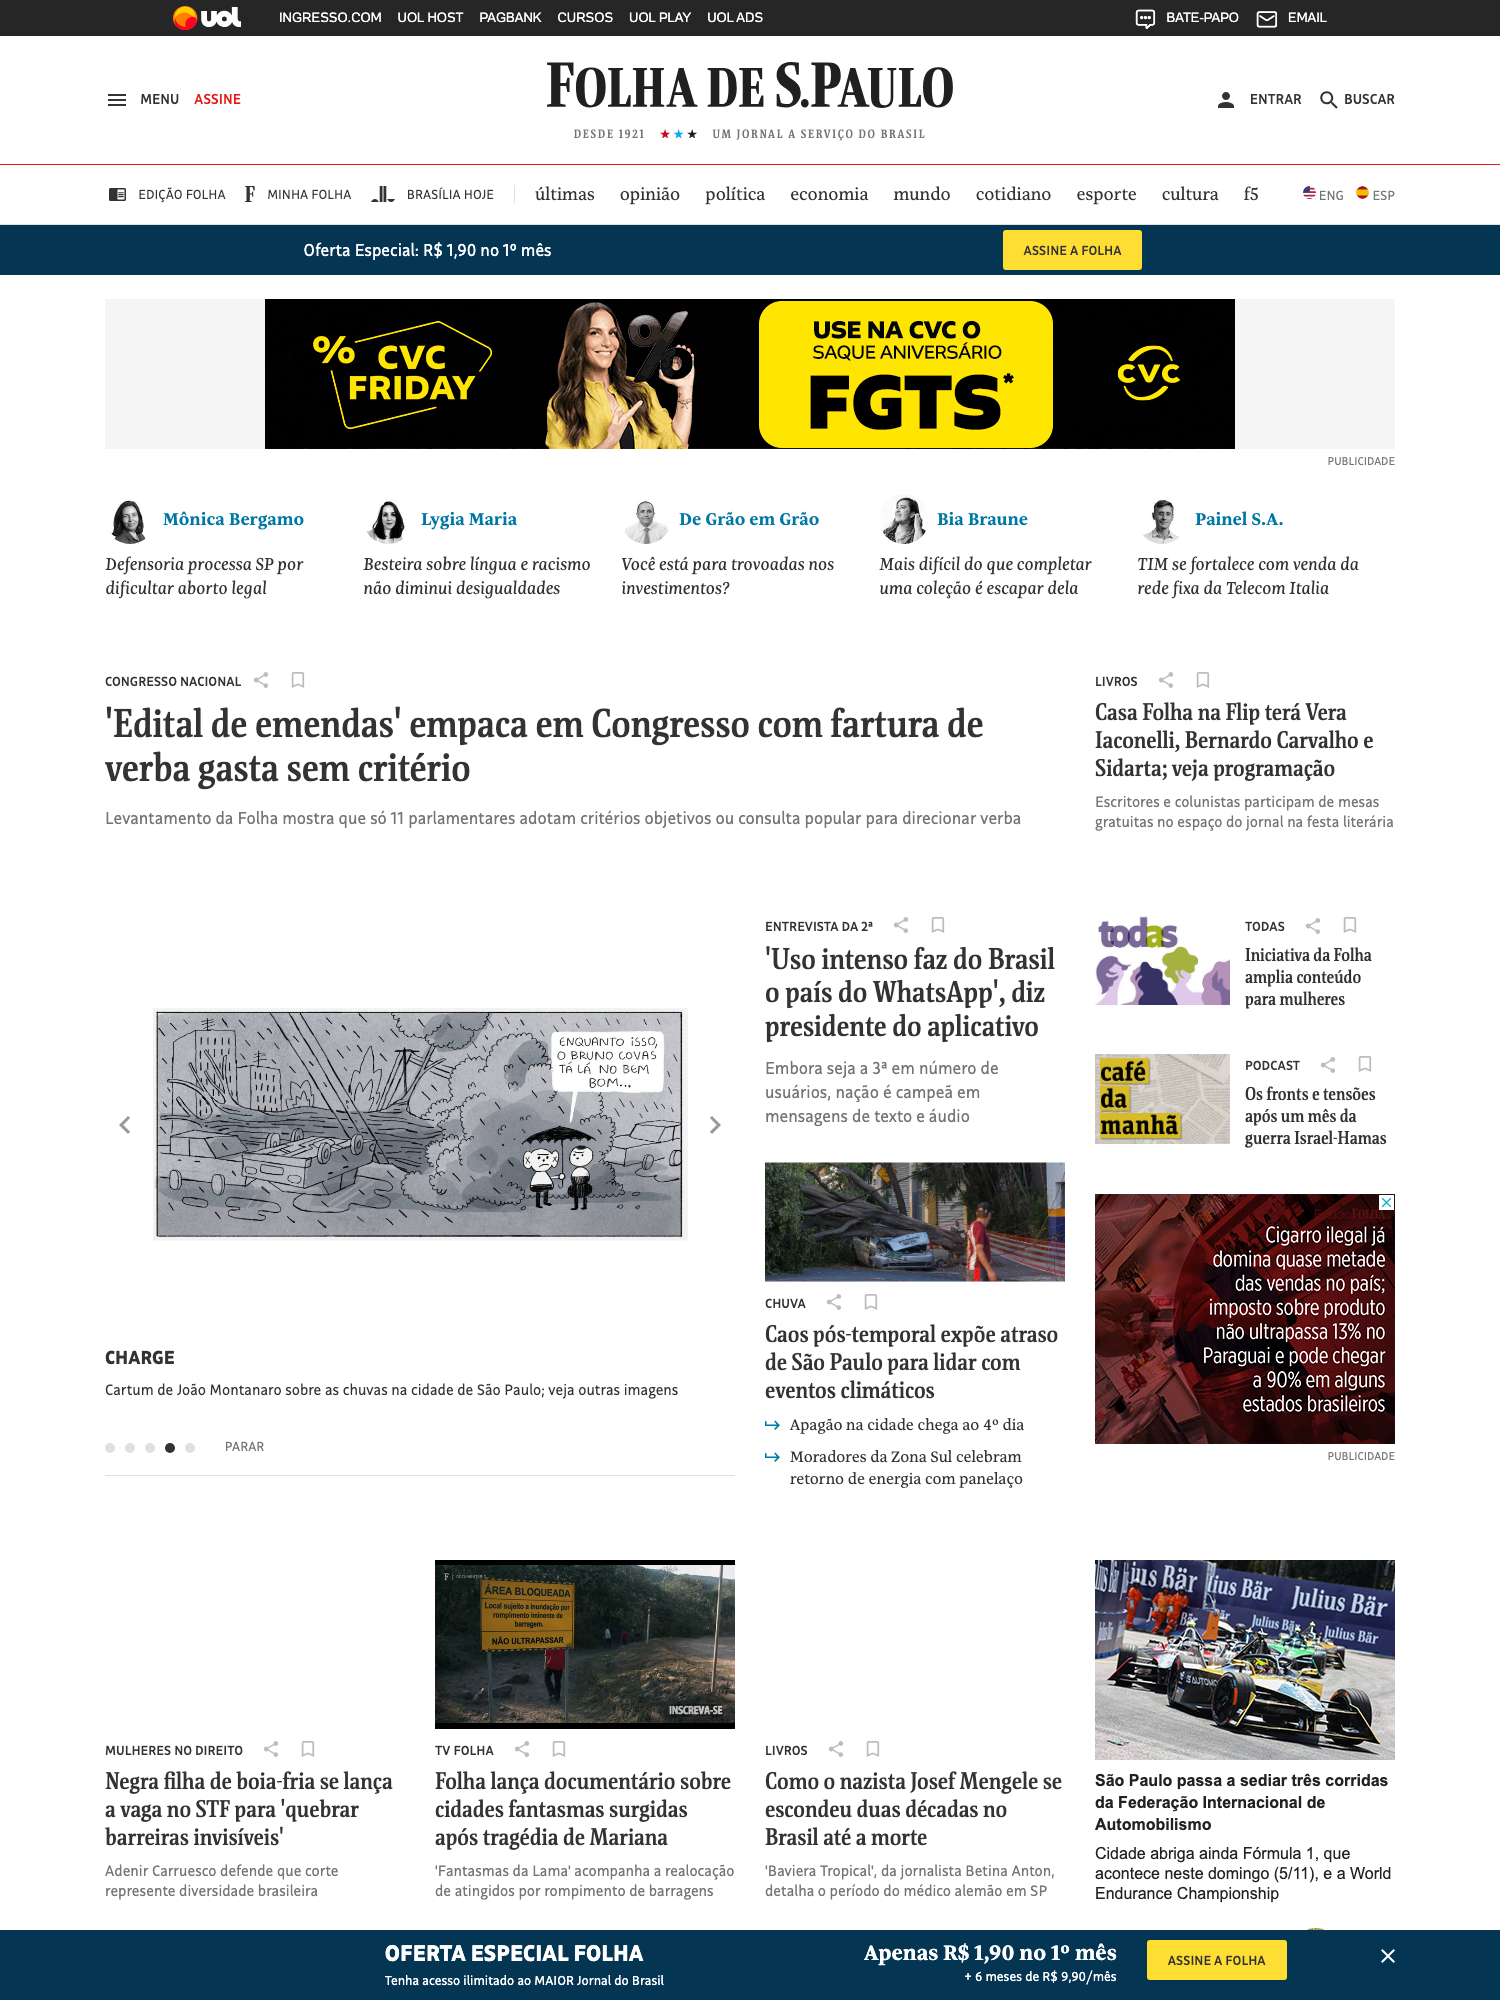 uol INGRESSO.COM UOL HOST PAGBANK CURSOS UOL PLAY UOL ADS BATE-PAPO EMAIL
MENU ASSINE
FOLHA DE S.PAULO
DESDE 1921 ★★★ UM JORNAL A SERVIÇO DO BRASIL
ENTRAR BUSCAR
EDIÇÃO FOLHA F MINHA FOLHA BRASÍLIA HOJE últimas opinião política economia mundo cotidiano esporte cultura f5 ENG ESP
Oferta Especial: R$ 1,90 no 1º mês ASSINE A FOLHA
% CVC
FRIDAY
%
USE NA CVC O
SAQUE ANIVERSÁRIO
FGTS*
CVC
PUBLICIDADE
Mônica Bergamo
Defensoria processa SP por
dificultar aborto legal
Lygia Maria
Besteira sobre língua e racismo
não diminui desigualdades
De Grão em Grão
Você está para trovoadas nos
investimentos?
Bia Braune
Mais difícil do que completar
uma coleção é escapar dela
Painel S.A.
TIM se fortalece com venda da
rede fixa da Telecom Italia
CONGRESSO NACIONAL
'Edital de emendas' empaca em Congresso com fartura de
verba gasta sem critério
Levantamento da Folha mostra que só 11 parlamentares adotam critérios objetivos ou consulta popular para direcionar verba
LIVROS
Casa Folha na Flip terá Vera
Iaconelli, Bernardo Carvalho e
Sidarta; veja programação
Escritores e colunistas participam de mesas
gratuitas no espaço do jornal na festa literária
ENQUANTO ISSO,
O BRUNO COVAS
TÁ LÁ NO BEM
BOM...
CHARGE
Cartum de João Montanaro sobre as chuvas na cidade de São Paulo; veja outras imagens
PARAR
ENTREVISTA DA 2ª
'Uso intenso faz do Brasil
o país do WhatsApp', diz
presidente do aplicativo
Embora seja a 3ª em número de
usuários, nação é campeã em
mensagens de texto e áudio
CHUVA
Caos pós-temporal expõe atraso
de São Paulo para lidar com
eventos climáticos
Apagão na cidade chega ao 4º dia
Moradores da Zona Sul celebram
retorno de energia com panelaço
todas
TODAS
Iniciativa da Folha
amplia conteúdo
para mulheres
café
da
manhã
PODCAST
Os fronts e tensões
após um mês da
guerra Israel-Hamas
Cigarro ilegal já
domina quase metade
das vendas no país;
imposto sobre produto
não ultrapassa 13% no
Paraguai e pode chegar
a 90% em alguns
estados brasileiros
PUBLICIDADE
MULHERES NO DIREITO
Negra filha de boia-fria se lança
a vaga no STF para 'quebrar
barreiras invisíveis'
Adenir Carruesco defende que corte
represente diversidade brasileira
ÁREA BLOQUEADA
Local sujeito a inundação por
rompimento iminente de
barragem.
NÃO ULTRAPASSAR
INSCREVA-SE
TV FOLHA
Folha lança documentário sobre
cidades fantasmas surgidas
após tragédia de Mariana
'Fantasmas da Lama' acompanha a realocação
de atingidos por rompimento de barragens
LIVROS
Como o nazista Josef Mengele se
escondeu duas décadas no
Brasil até a morte
'Baviera Tropical', da jornalista Betina Anton,
detalha o período do médico alemão em SP
Bär Julius Bär Julius Bär
Julius Bär Julius Bär
São Paulo passa a sediar três corridas
da Federação Internacional de
Automobilismo
Cidade abriga ainda Fórmula 1, que
acontece neste domingo (5/11), e a World
Endurance Championship
OFERTA ESPECIAL FOLHA
Tenha acesso ilimitado ao MAIOR Jornal do Brasil
Apenas R$ 1,90 no 1º mês
+ 6 meses de R$ 9,90/mês
ASSINE A FOLHA